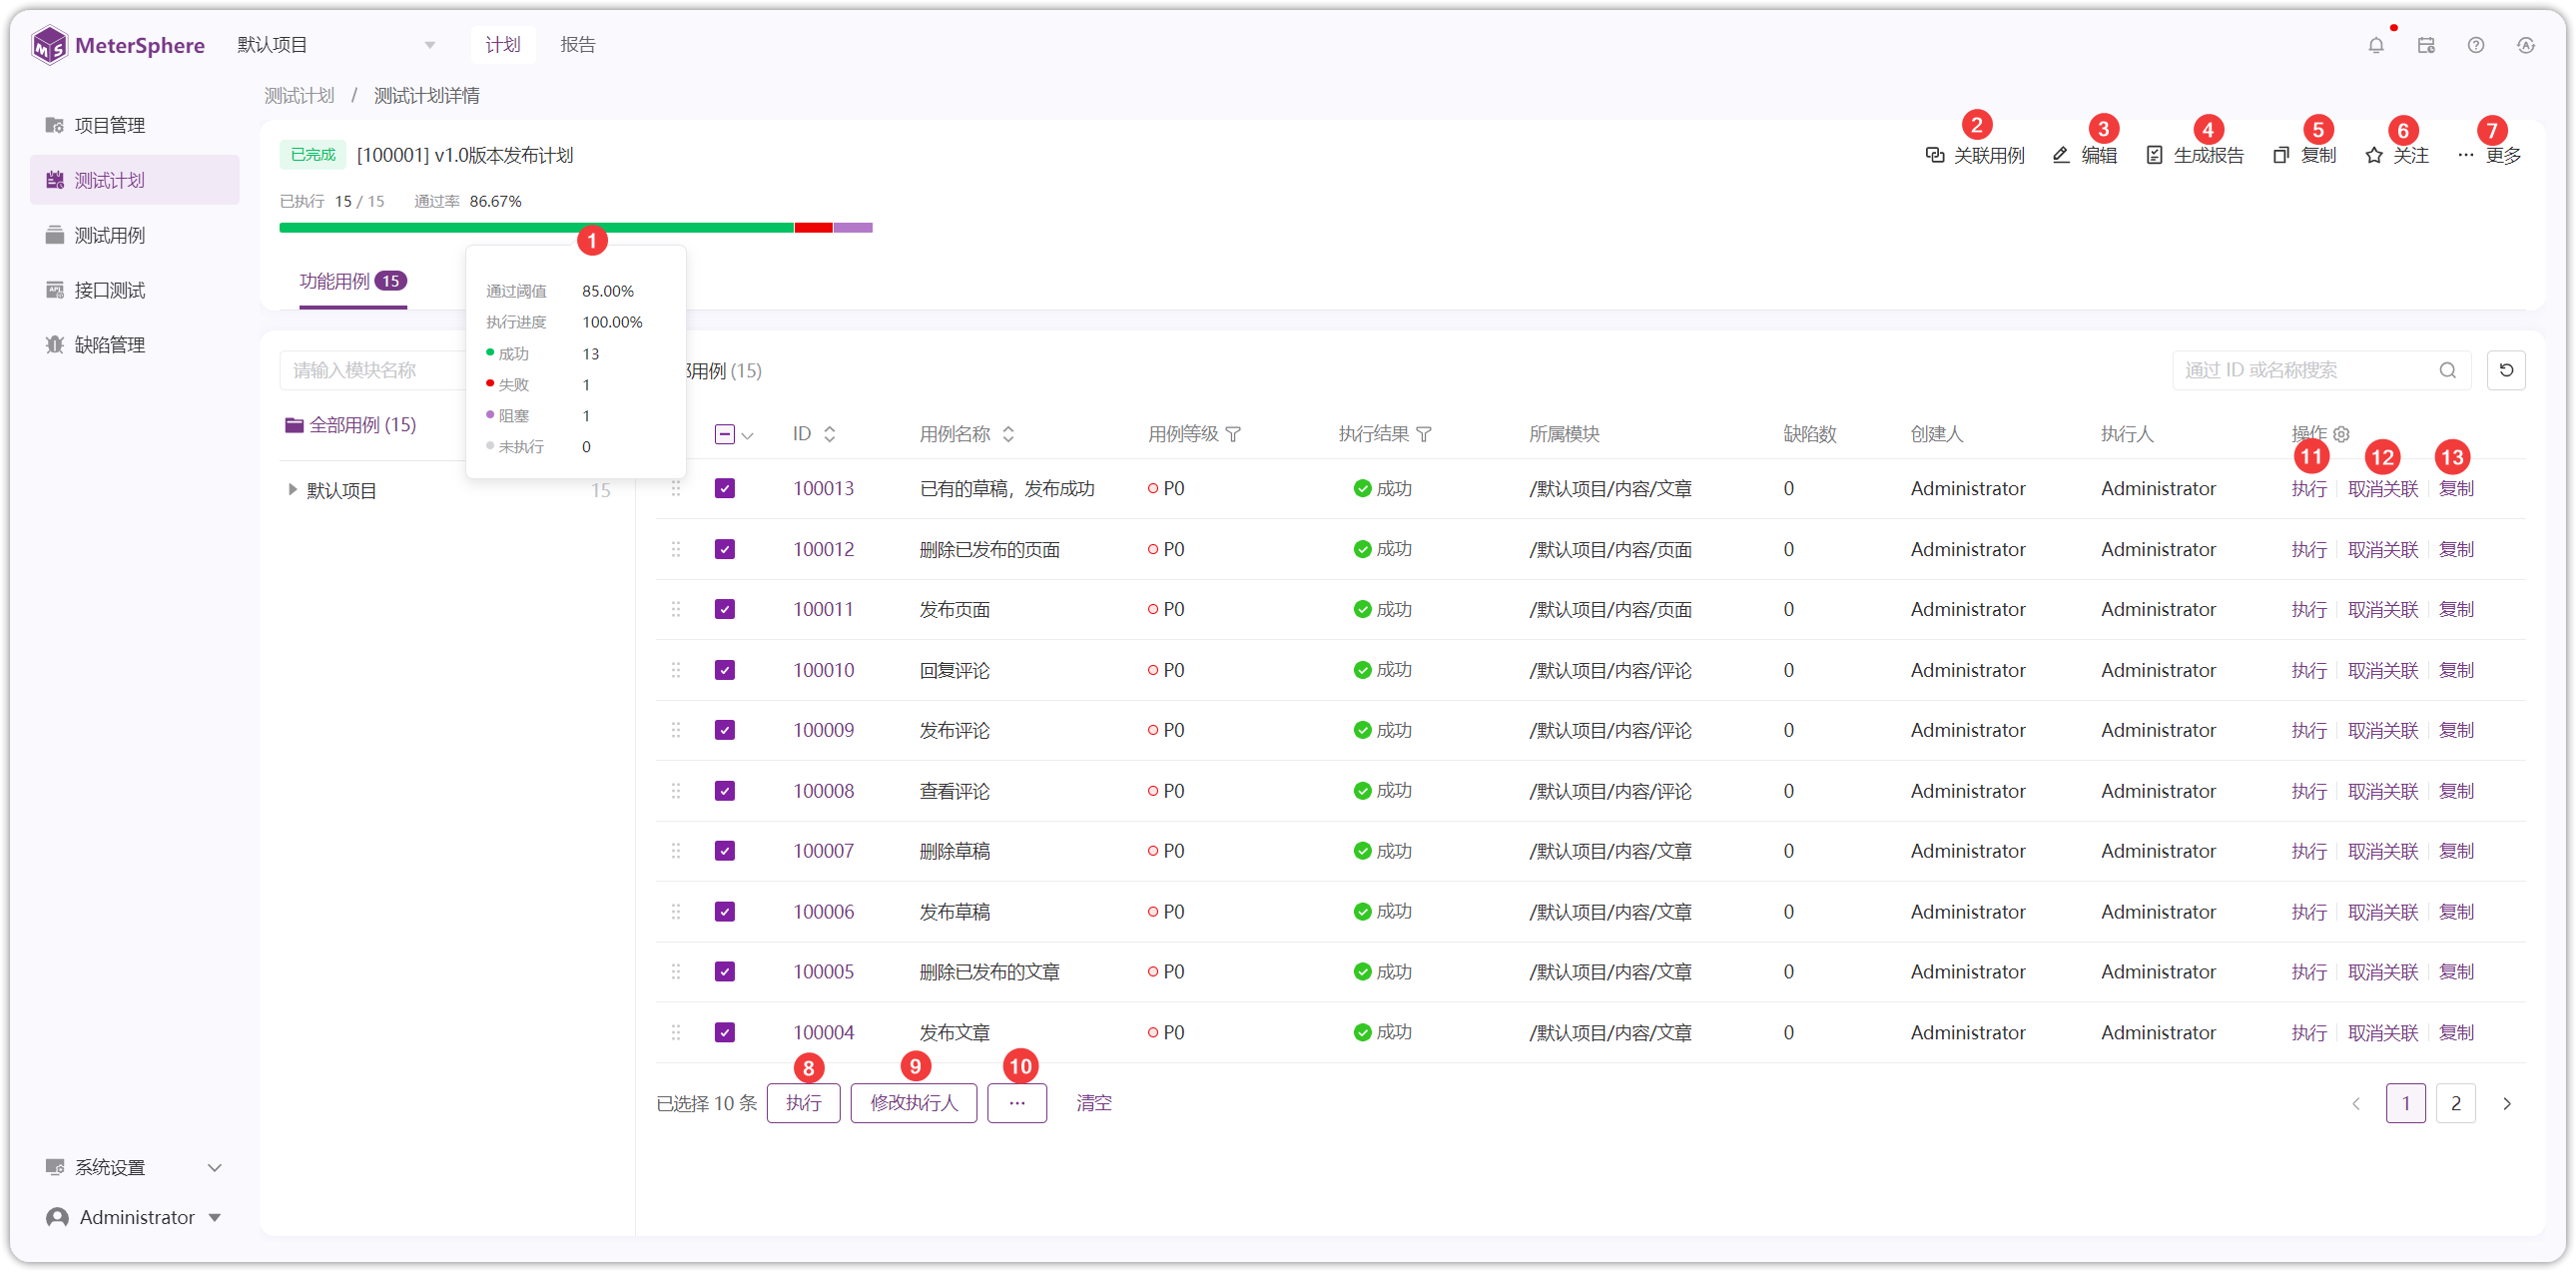 MeterSphere 默认项目 计划 报告
测试计划 / 测试计划详情
项目管理
测试计划
测试用例
接口测试
缺陷管理
系统设置
Administrator
已完成 [100001] v1.0版本发布计划
2 3 4 5 6 7
关联用例 编辑 生成报告 复制 关注 更多
已执行 15 / 15 通过率 86.67%
1
功能用例 15
通过阈值 85.00%
执行进度 100.00%
成功 13
失败 1
阻塞 1
未执行 0
请输入模块名称
全部用例 (15)
默认项目 15
用例 (15) 通过 ID 或名称搜索
ID 用例名称 用例等级 执行结果 所属模块 缺陷数 创建人 执行人 操作
11 12 13
100013 已有的草稿，发布成功 P0 成功 /默认项目/内容/文章 0 Administrator Administrator 执行 取消关联 复制
100012 删除已发布的页面 P0 成功 /默认项目/内容/页面 0 Administrator Administrator 执行 取消关联 复制
100011 发布页面 P0 成功 /默认项目/内容/页面 0 Administrator Administrator 执行 取消关联 复制
100010 回复评论 P0 成功 /默认项目/内容/评论 0 Administrator Administrator 执行 取消关联 复制
100009 发布评论 P0 成功 /默认项目/内容/评论 0 Administrator Administrator 执行 取消关联 复制
100008 查看评论 P0 成功 /默认项目/内容/评论 0 Administrator Administrator 执行 取消关联 复制
100007 删除草稿 P0 成功 /默认项目/内容/文章 0 Administrator Administrator 执行 取消关联 复制
100006 发布草稿 P0 成功 /默认项目/内容/文章 0 Administrator Administrator 执行 取消关联 复制
100005 删除已发布的文章 P0 成功 /默认项目/内容/文章 0 Administrator Administrator 执行 取消关联 复制
100004 发布文章 P0 成功 /默认项目/内容/文章 0 Administrator Administrator 执行 取消关联 复制
8 9 10
已选择 10 条 执行 修改执行人 ··· 清空 1 2